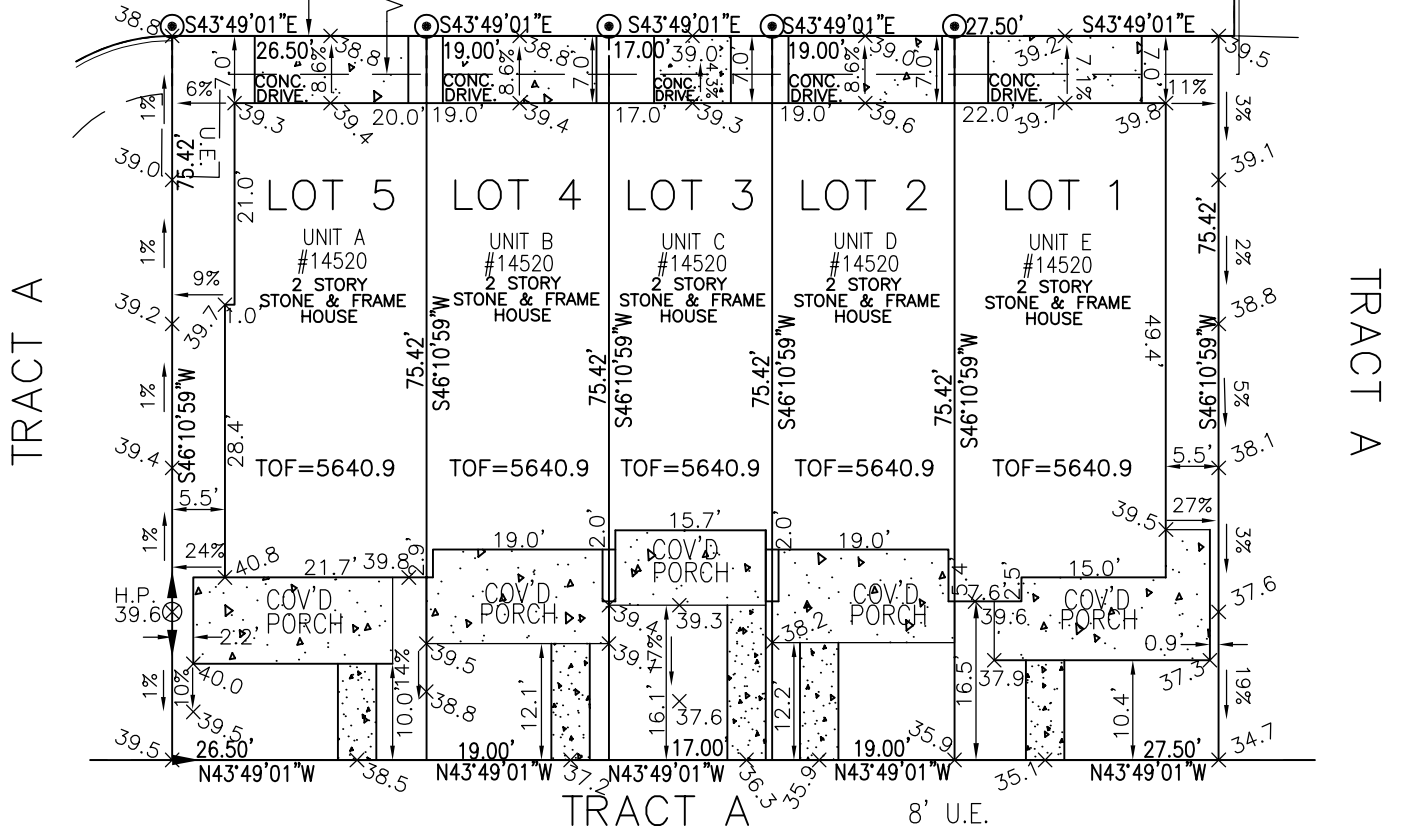 38.8
S43°49'01"E
S43°49'01"E
S43°49'01"E
S43°49'01"E
27.50'
S43°49'01"E
39.5
7.0'
26.50'
8.6%
38.8
CONC.
DRIVE.
19.00'
8.6%
38.8
7.0'
CONC.
DRIVE.
17.00'
39.0
4.3%
7.0'
CONC.
DRIVE.
19.00'
8.6%
39.0
7.0'
CONC.
DRIVE.
39.2
7.1%
7.0'
CONC.
DRIVE.
1%
6%
39.3
39.4
20.0'
19.0'
39.4
17.0'
39.3
19.0'
39.6
22.0'
39.7
39.8
11%
3%
39.0
75.42'
U.E.
21.0'
39.1
LOT 5
LOT 4
LOT 3
LOT 2
LOT 1
75.42'
UNIT A
#14520
2 STORY
STONE & FRAME
HOUSE
UNIT B
#14520
2 STORY
STONE & FRAME
HOUSE
UNIT C
#14520
2 STORY
STONE & FRAME
HOUSE
UNIT D
#14520
2 STORY
STONE & FRAME
HOUSE
UNIT E
#14520
2 STORY
STONE & FRAME
HOUSE
1%
9%
2%
38.8
39.2
39.7
1.0'
TRACT A
TRACT A
1%
S46°10'59"W
28.4'
75.42'
S46°10'59"W
75.42'
S46°10'59"W
75.42'
S46°10'59"W
75.42'
S46°10'59"W
49.4'
S46°10'59"W
5%
39.4
TOF=5640.9
TOF=5640.9
TOF=5640.9
TOF=5640.9
TOF=5640.9
38.1
5.5'
5.5'
1%
24%
40.8
21.7'
39.8
2.9'
19.0'
2.0'
15.7'
2.0'
19.0'
5.4
7.6'
2.5'
15.0'
39.5
27%
3%
H.P.
39.6
COV'D
PORCH
COV'D
PORCH
COV'D
PORCH
COV'D
PORCH
COV'D
PORCH
37.6
2.2'
39.4
39.3
38.2
39.6
0.9'
1%
10%
40.0
39.5
14%
10.0'
39.5
38.8
12.1'
39.1
17%
16.1'
37.6
12.2'
16.5'
37.9
10.4'
37.3
19%
39.5
26.50'
38.5
19.00'
37.2
17.00'
36.3
35.9
19.00'
35.9
35.1
27.50'
34.7
N43°49'01"W
N43°49'01"W
N43°49'01"W
N43°49'01"W
N43°49'01"W
TRACT A
8' U.E.